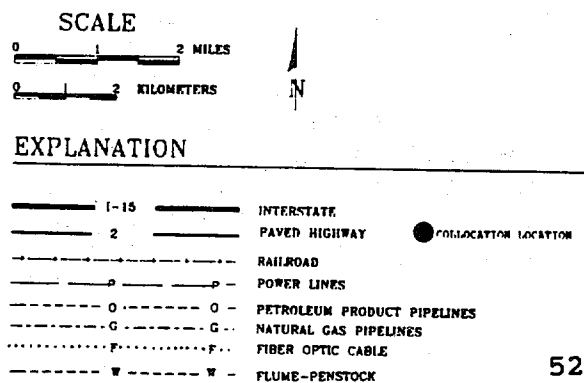 SCALE
0 1 2 MILES
0 2 KILOMETERS
N
EXPLANATION
I-15 INTERSTATE
2 PAVED HIGHWAY
COLLOCATION LOCATION
RAILROAD
P P POWER LINES
O O PETROLEUM PRODUCT PIPELINES
G G NATURAL GAS PIPELINES
F F FIBER OPTIC CABLE
W W FLUME-PENSTOCK
52